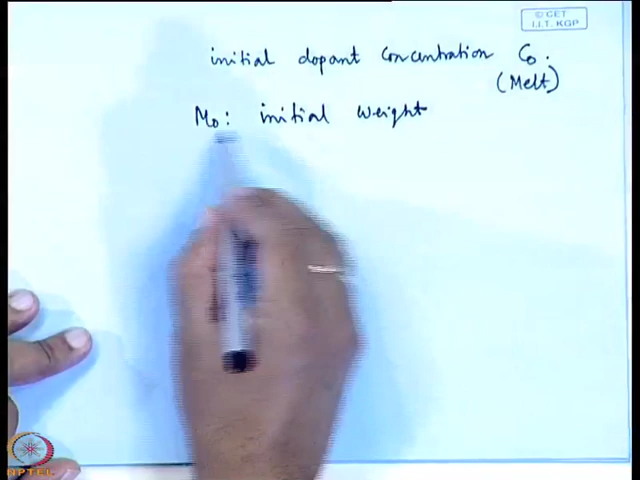 © CET
I.I.T. KGP
initial dopant concentration C₀.
(Melt)
M₀: initial weight
NPTEL